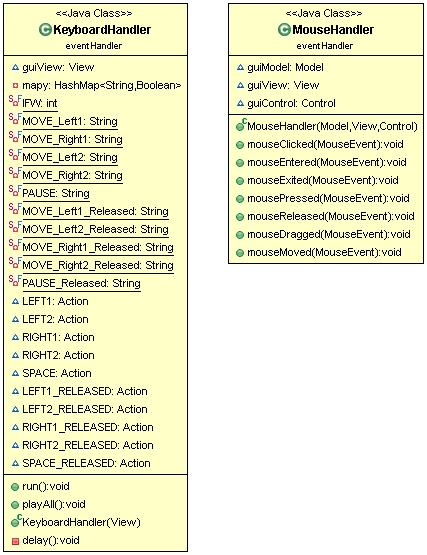 <<Java Class>>
KeyboardHandler
eventHandler
guiView: View
mapy: HashMap<String,Boolean>
IFW: int
MOVE_Left1: String
MOVE_Right1: String
MOVE_Left2: String
MOVE_Right2: String
PAUSE: String
MOVE_Left1_Released: String
MOVE_Left2_Released: String
MOVE_Right1_Released: String
MOVE_Right2_Released: String
PAUSE_Released: String
LEFT1: Action
LEFT2: Action
RIGHT1: Action
RIGHT2: Action
SPACE: Action
LEFT1_RELEASED: Action
LEFT2_RELEASED: Action
RIGHT1_RELEASED: Action
RIGHT2_RELEASED: Action
SPACE_RELEASED: Action
run():void
playAll():void
KeyboardHandler(View)
delay():void
<<Java Class>>
MouseHandler
eventHandler
guiModel: Model
guiView: View
guiControl: Control
MouseHandler(Model,View,Control)
mouseClicked(MouseEvent):void
mouseEntered(MouseEvent):void
mouseExited(MouseEvent):void
mousePressed(MouseEvent):void
mouseReleased(MouseEvent):void
mouseDragged(MouseEvent):void
mouseMoved(MouseEvent):void